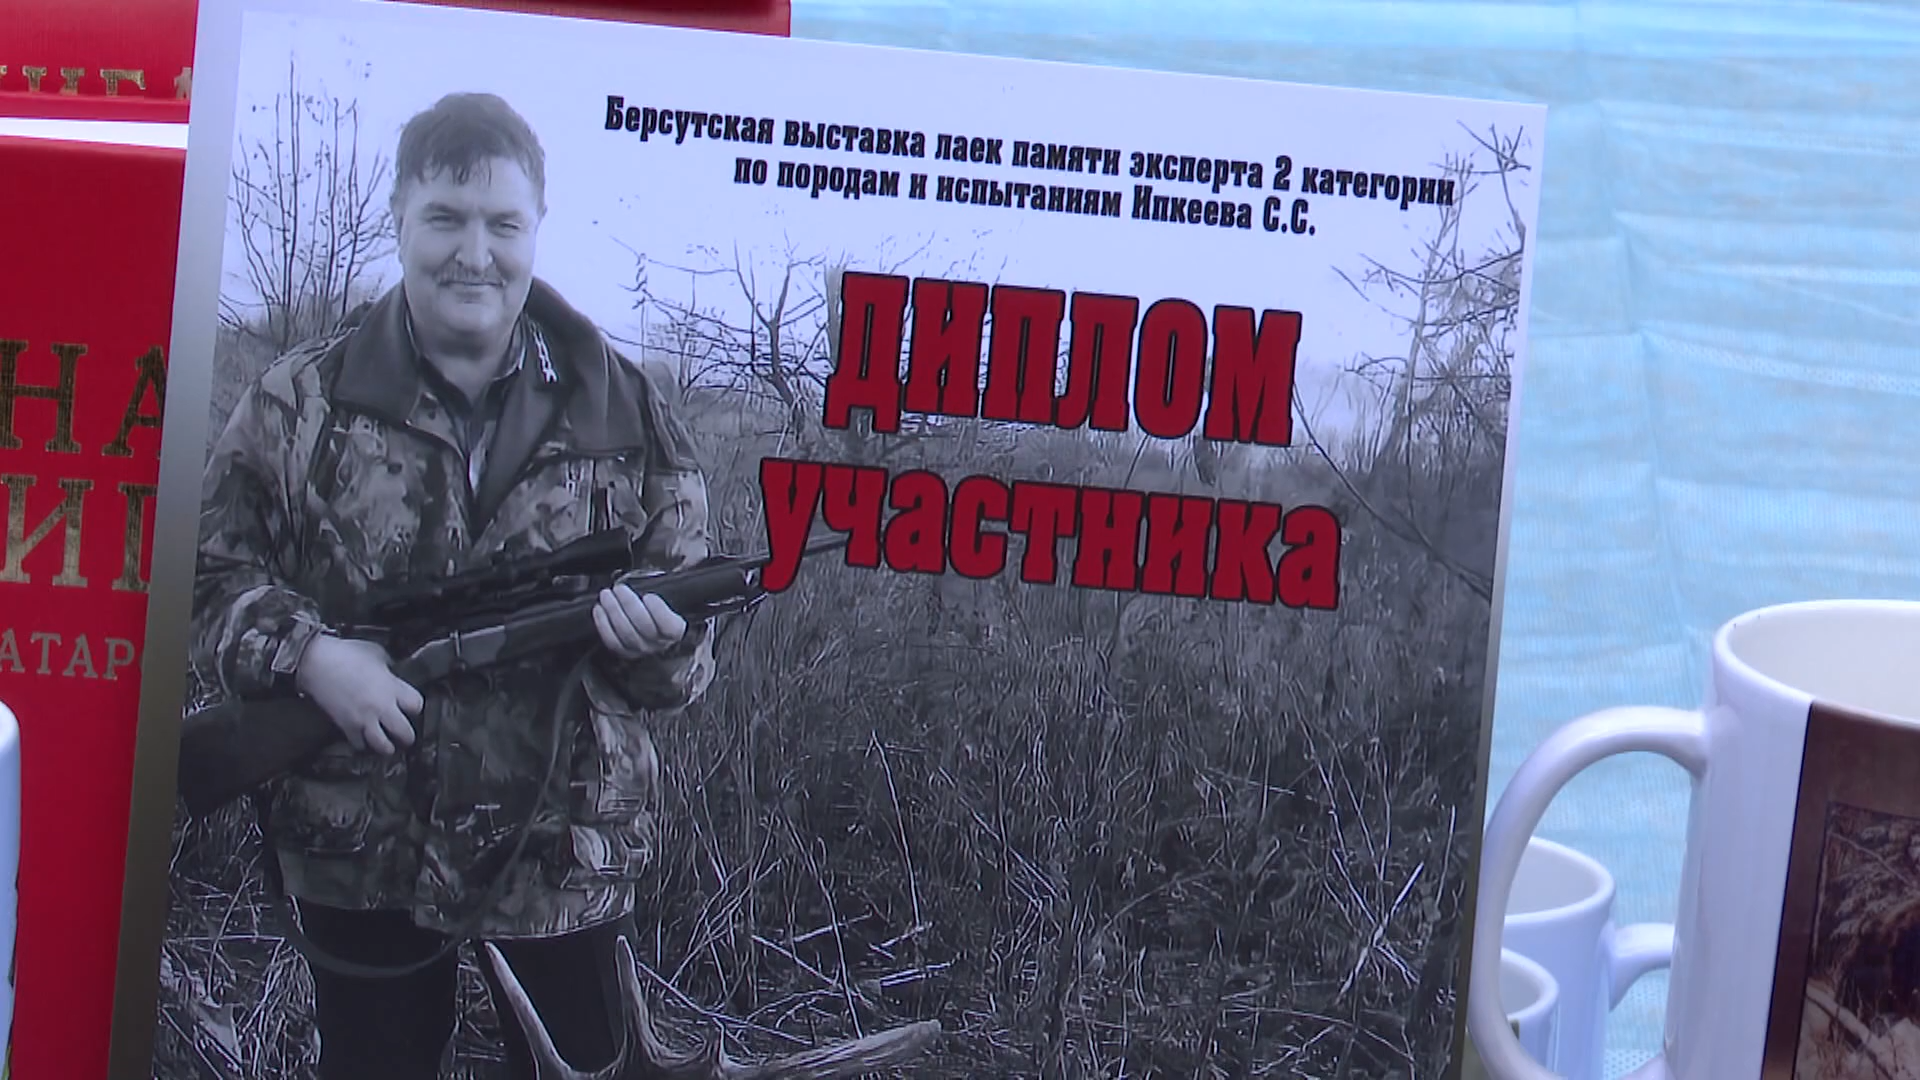 Берсутская выставка лаек памяти эксперта 2 категории
по породам и испытаниям Ипкеева С.С.
ДИПЛОМ
участника